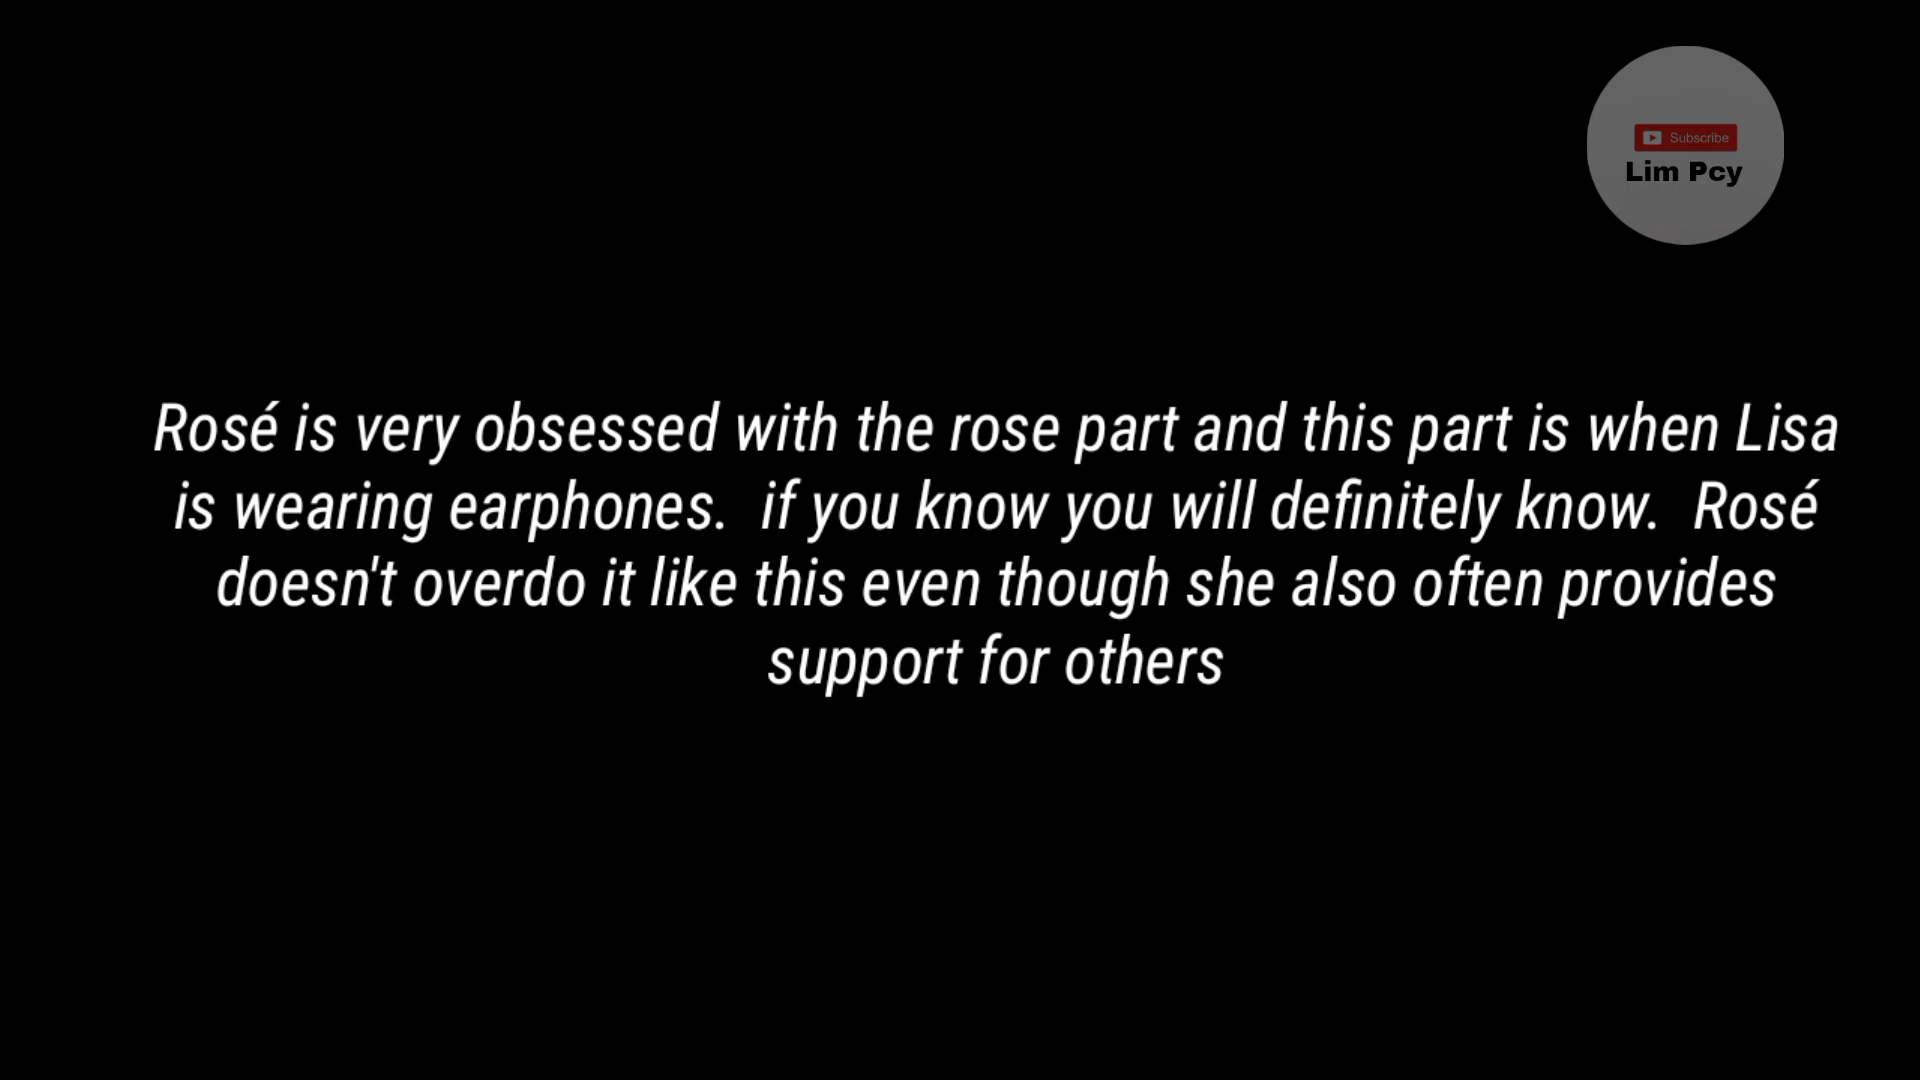 Subscribe
Lim Pcy
Rosé is very obsessed with the rose part and this part is when Lisa
is wearing earphones.  if you know you will definitely know.  Rosé
doesn't overdo it like this even though she also often provides
support for others